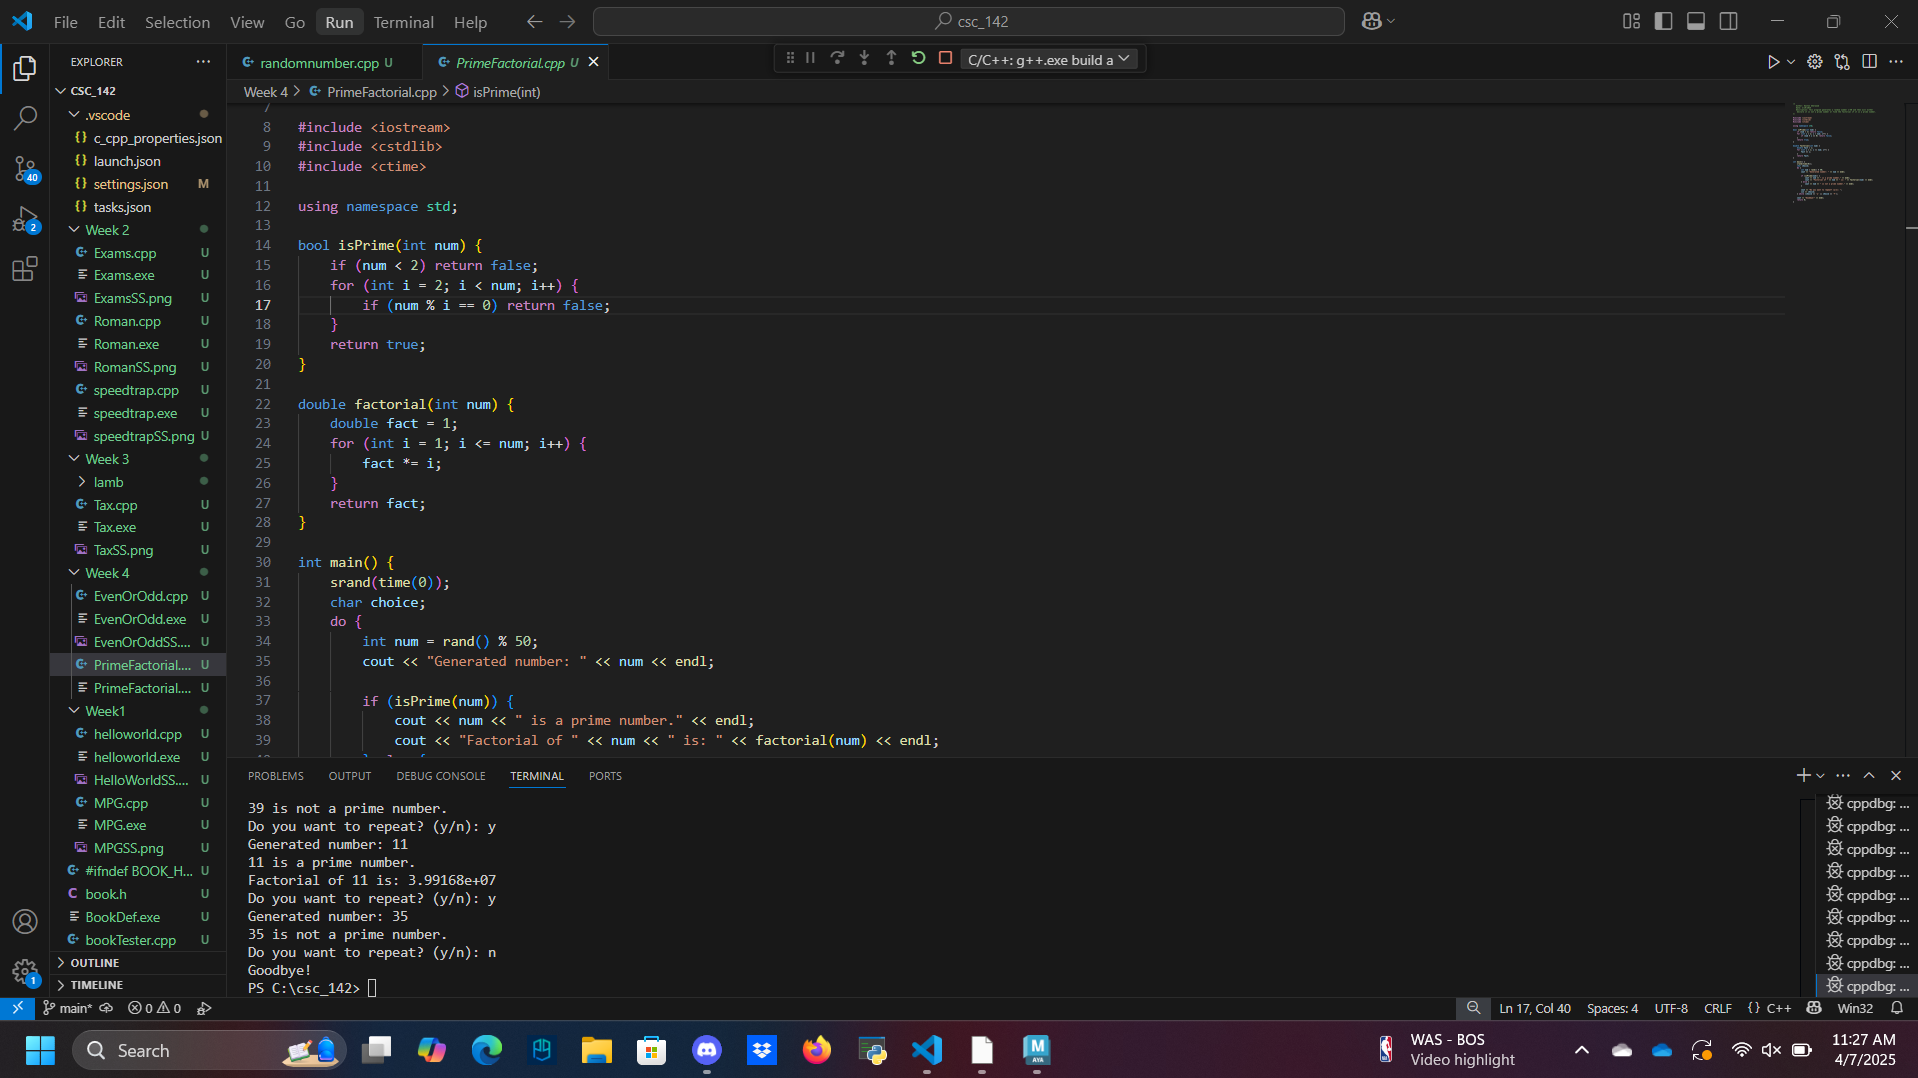 File Edit Selection View Go Run Terminal Help
csc_142
EXPLORER
CSC_142
.vscode
c_cpp_properties.json
launch.json
settings.json M
tasks.json
Week 2
Exams.cpp U
Exams.exe U
ExamsSS.png U
Roman.cpp U
Roman.exe U
RomanSS.png U
speedtrap.cpp U
speedtrap.exe U
speedtrapSS.png U
Week 3
lamb
Tax.cpp U
Tax.exe U
TaxSS.png U
Week 4
EvenOrOdd.cpp U
EvenOrOdd.exe U
EvenOrOddSS.... U
PrimeFactorial.... U
PrimeFactorial.... U
Week1
helloworld.cpp U
helloworld.exe U
HelloWorldSS.... U
MPG.cpp U
MPG.exe U
MPGSS.png U
#ifndef BOOK_H... U
book.h U
BookDef.exe U
bookTester.cpp U
OUTLINE
TIMELINE
40
2
1
randomnumber.cpp U
PrimeFactorial.cpp U
C/C++: g++.exe build a
Week 4 > PrimeFactorial.cpp > isPrime(int)
7
8 #include <iostream>
9 #include <cstdlib>
10 #include <ctime>
11
12 using namespace std;
13
14 bool isPrime(int num) {
15 if (num < 2) return false;
16 for (int i = 2; i < num; i++) {
17 if (num % i == 0) return false;
18 }
19 return true;
20 }
21
22 double factorial(int num) {
23 double fact = 1;
24 for (int i = 1; i <= num; i++) {
25 fact *= i;
26 }
27 return fact;
28 }
29
30 int main() {
31 srand(time(0));
32 char choice;
33 do {
34 int num = rand() % 50;
35 cout << "Generated number: " << num << endl;
36
37 if (isPrime(num)) {
38 cout << num << " is a prime number." << endl;
39 cout << "Factorial of " << num << " is: " << factorial(num) << endl;
PROBLEMS OUTPUT DEBUG CONSOLE TERMINAL PORTS
39 is not a prime number.
Do you want to repeat? (y/n): y
Generated number: 11
11 is a prime number.
Factorial of 11 is: 3.99168e+07
Do you want to repeat? (y/n): y
Generated number: 35
35 is not a prime number.
Do you want to repeat? (y/n): n
Goodbye!
PS C:\csc_142>
cppdbg: ...
cppdbg: ...
cppdbg: ...
cppdbg: ...
cppdbg: ...
cppdbg: ...
cppdbg: ...
cppdbg: ...
cppdbg: ...
main* 0 0
Ln 17, Col 40 Spaces: 4 UTF-8 CRLF {} C++ Win32
Search
WAS - BOS
Video highlight
11:27 AM
4/7/2025